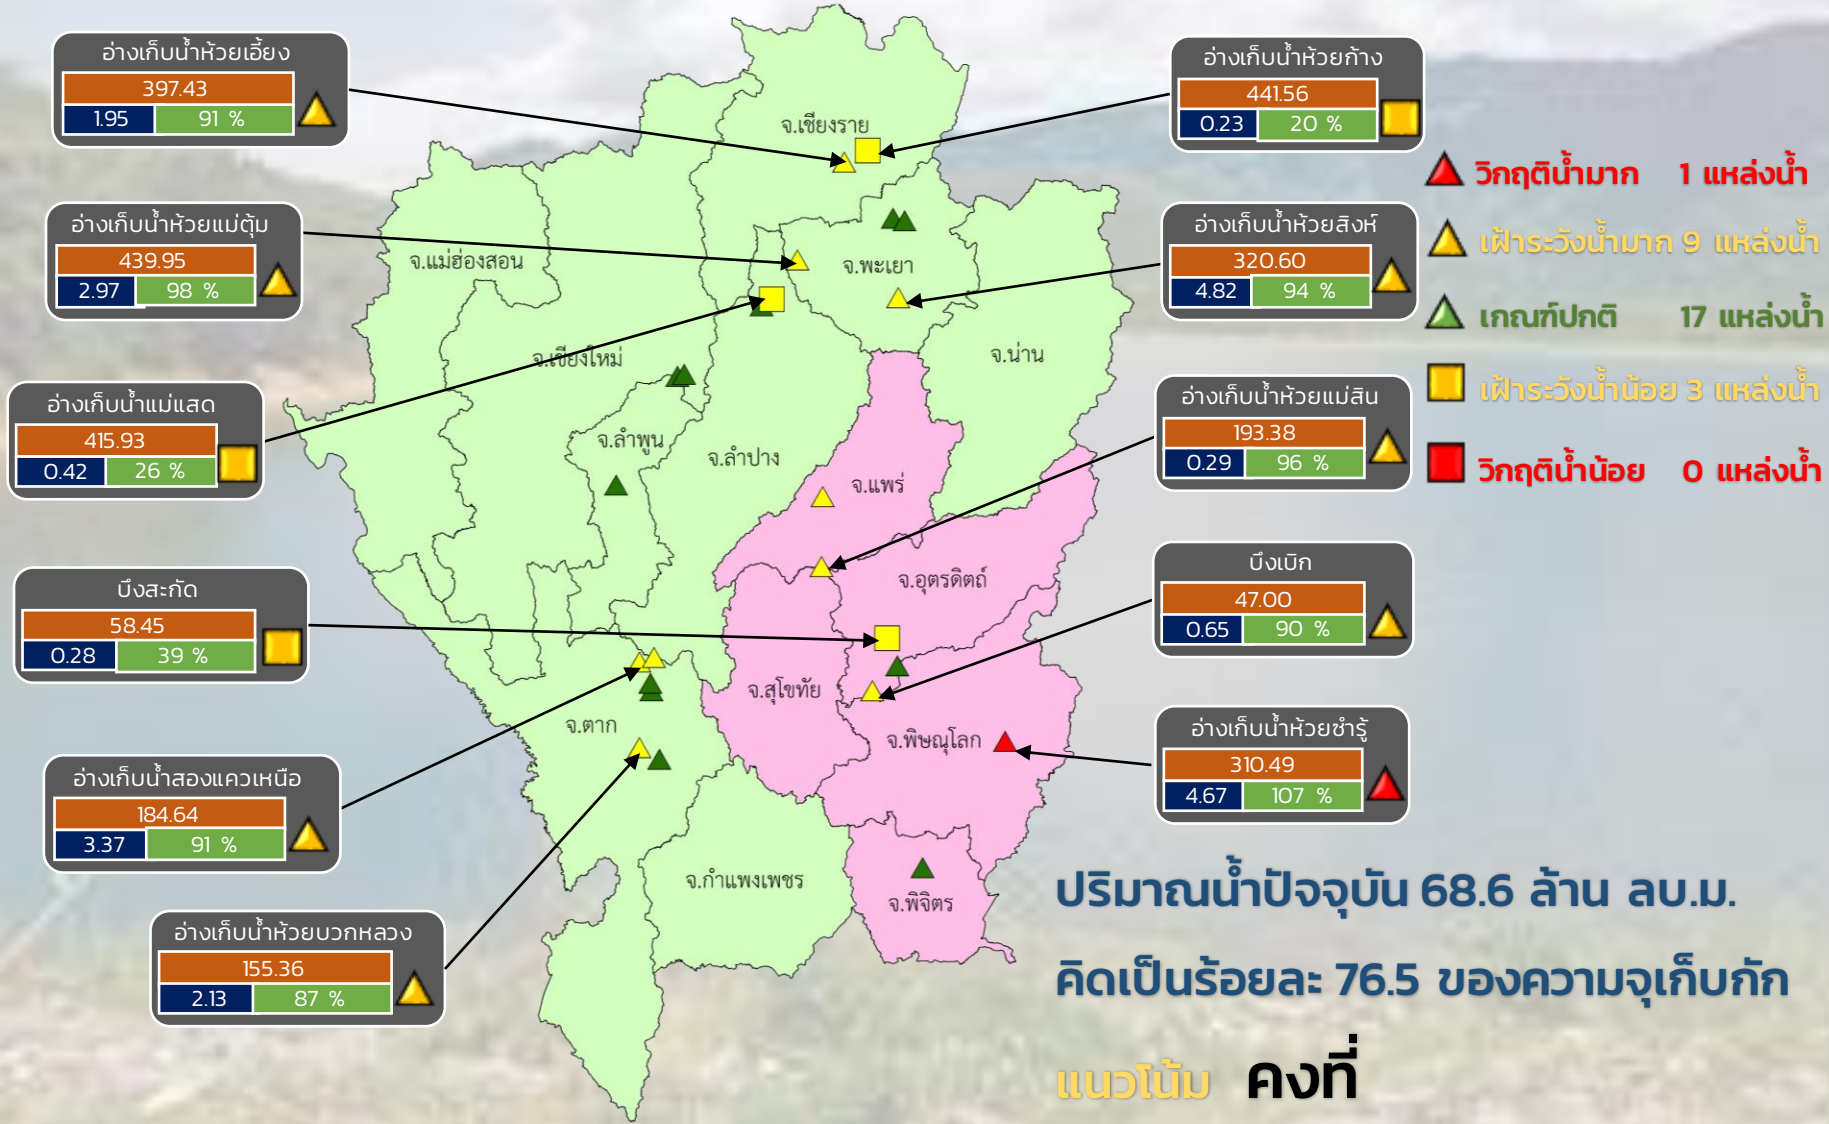 อ่างเก็บน้ำห้วยเอี้ยง
397.43
1.95 91 %
อ่างเก็บน้ำห้วยแม่ตุ้ม
439.95
2.97 98 %
อ่างเก็บน้ำแม่แสด
415.93
0.42 26 %
บึงสะกัด
58.45
0.28 39 %
อ่างเก็บน้ำสองแควเหนือ
184.64
3.37 91 %
อ่างเก็บน้ำห้วยบวกหลวง
155.36
2.13 87 %
จ.เชียงราย
จ.แม่ฮ่องสอน
จ.พะเยา
จ.เชียงใหม่
จ.น่าน
จ.ลำพูน
จ.ลำปาง
จ.แพร่
จ.อุตรดิตถ์
จ.สุโขทัย
จ.ตาก
จ.พิษณุโลก
จ.กำแพงเพชร
จ.พิจิตร
อ่างเก็บน้ำห้วยก้าง
441.56
0.23 20 %
อ่างเก็บน้ำห้วยสิงห์
320.60
4.82 94 %
อ่างเก็บน้ำห้วยแม่สิน
193.38
0.29 96 %
บึงเบิก
47.00
0.65 90 %
อ่างเก็บน้ำห้วยซำรู้
310.49
4.67 107 %
วิกฤติน้ำมาก 1 แหล่งน้ำ
เฝ้าระวังน้ำมาก 9 แหล่งน้ำ
เกณฑ์ปกติ 17 แหล่งน้ำ
เฝ้าระวังน้ำน้อย 3 แหล่งน้ำ
วิกฤติน้ำน้อย 0 แหล่งน้ำ
ปริมาณน้ำปัจจุบัน 68.6 ล้าน ลบ.ม.
คิดเป็นร้อยละ 76.5 ของความจุเก็บกัก
แนวโน้ม คงที่